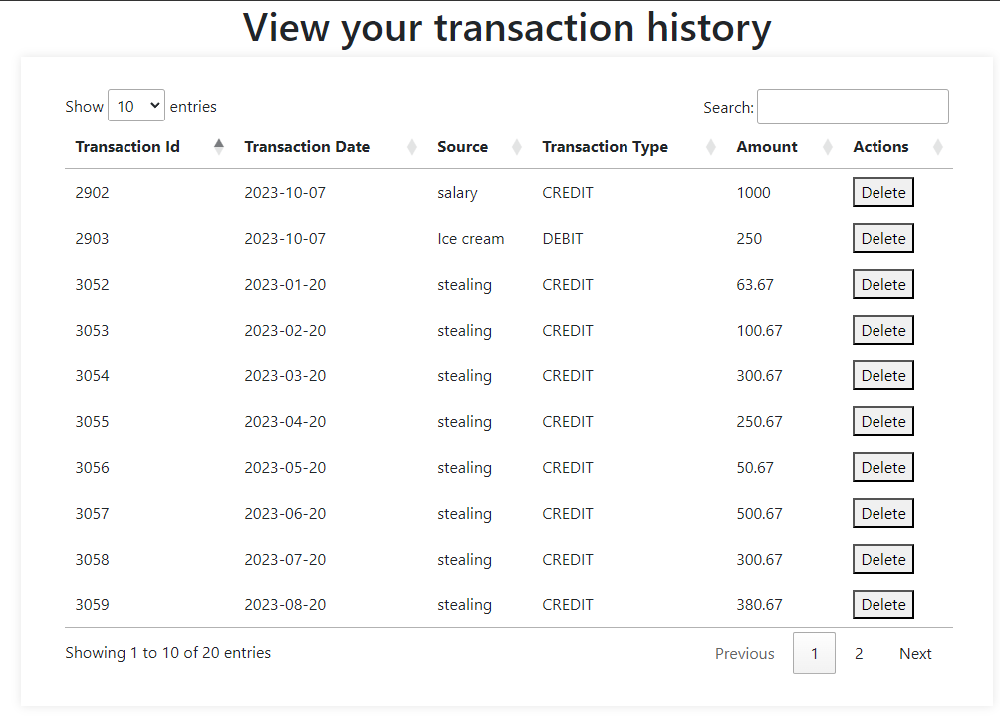 View your transaction history
Show 10 entries Search:
Transaction Id Transaction Date Source Transaction Type Amount Actions
2902 2023-10-07 salary CREDIT 1000 Delete
2903 2023-10-07 Ice cream DEBIT 250 Delete
3052 2023-01-20 stealing CREDIT 63.67 Delete
3053 2023-02-20 stealing CREDIT 100.67 Delete
3054 2023-03-20 stealing CREDIT 300.67 Delete
3055 2023-04-20 stealing CREDIT 250.67 Delete
3056 2023-05-20 stealing CREDIT 50.67 Delete
3057 2023-06-20 stealing CREDIT 500.67 Delete
3058 2023-07-20 stealing CREDIT 300.67 Delete
3059 2023-08-20 stealing CREDIT 380.67 Delete
Showing 1 to 10 of 20 entries Previous 1 2 Next